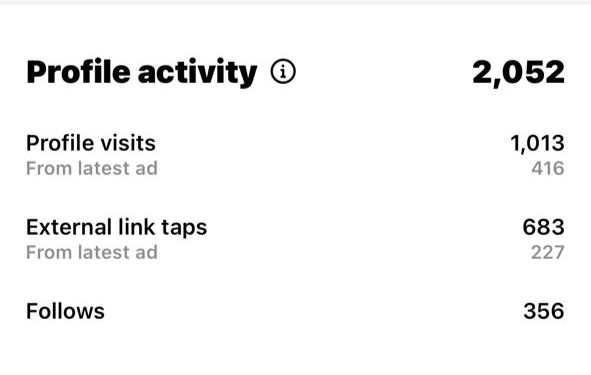 Profile activity 2,052
Profile visits 1,013
From latest ad 416
External link taps 683
From latest ad 227
Follows 356